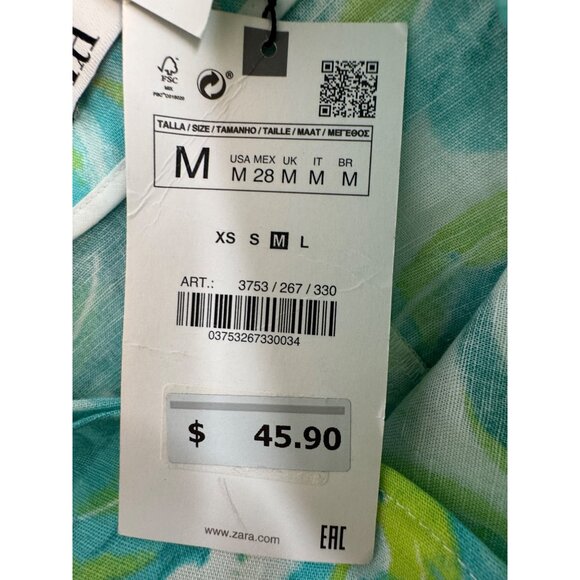 FSC
MIX
®
TALLA / SIZE / TAMANHO / TAILLE / MAAT / ΜΕΓΕΘΟΣ
M
USA MEX UK IT BR
M 28 M M M
XS S M L
ART.: 3753 / 267 / 330
03753267330034
$ 45.90
www.zara.com
EAC